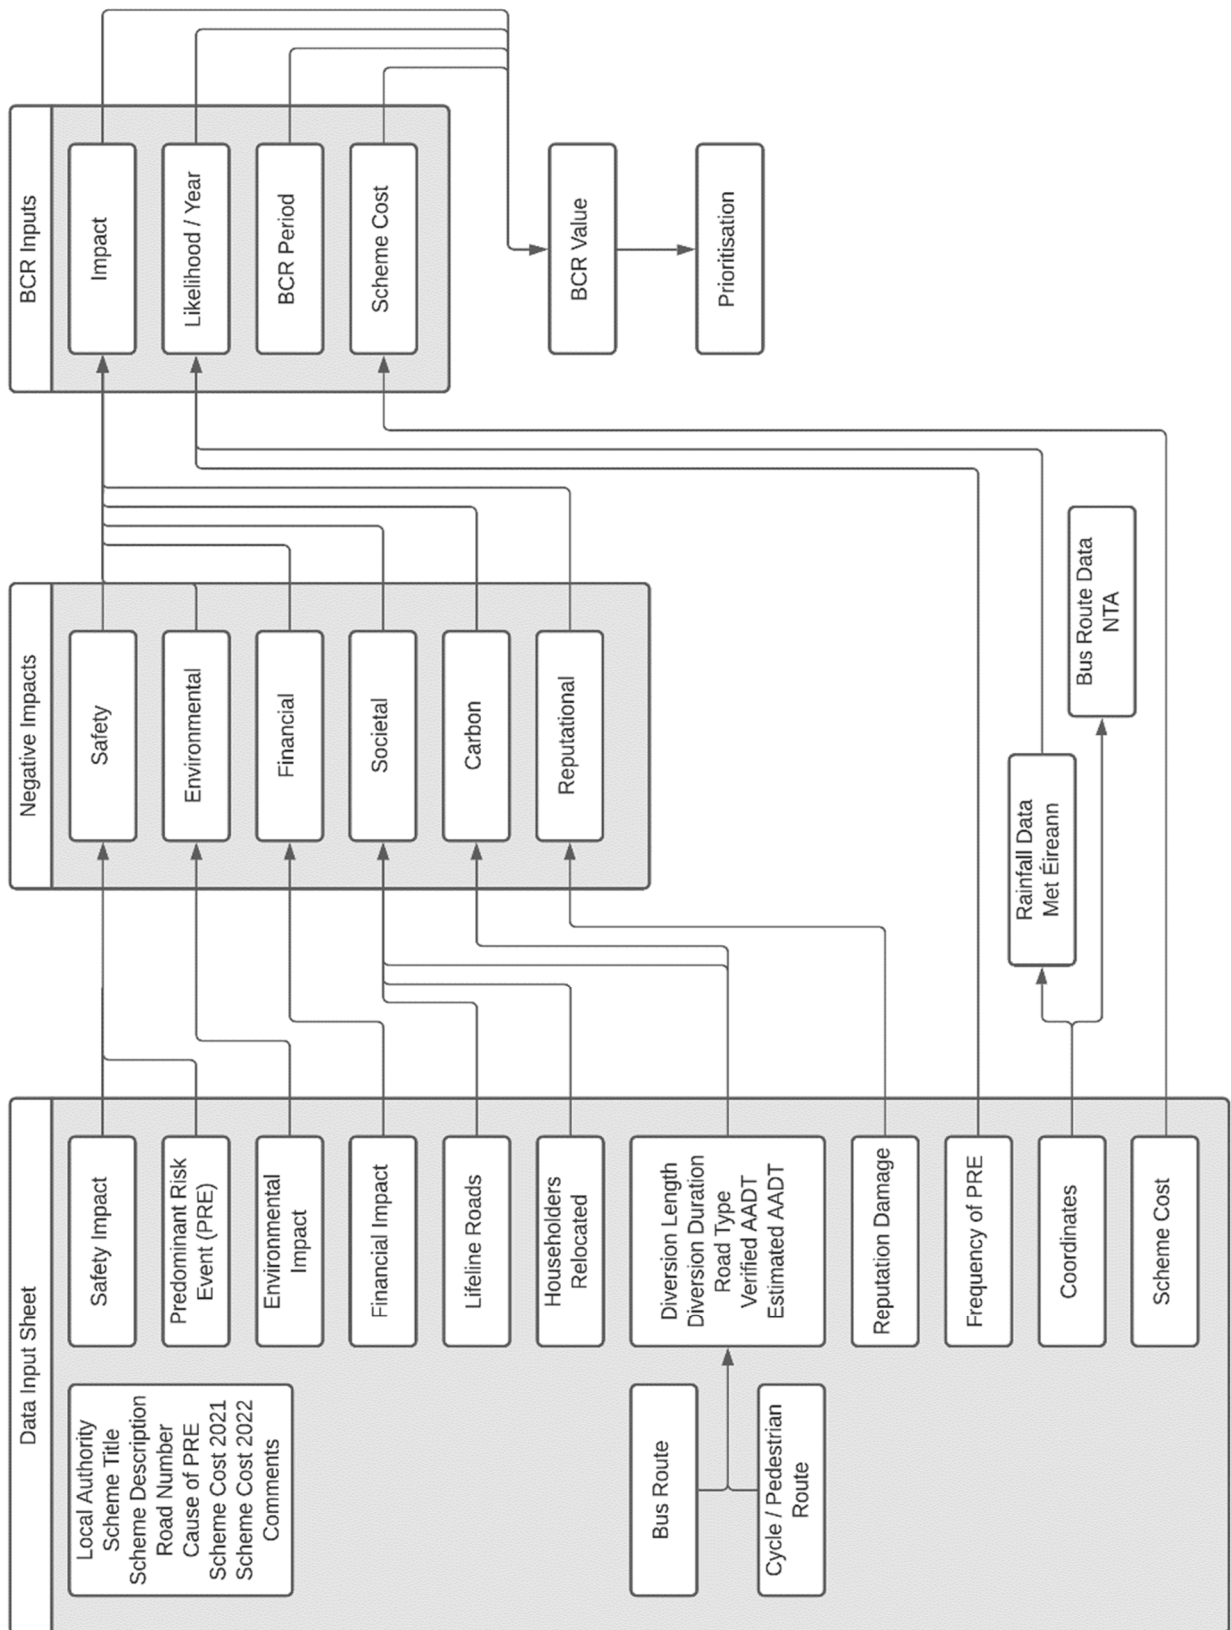 Data Input Sheet
Local Authority
Scheme Title
Scheme Description
Road Number
Cause of PRE
Scheme Cost 2021
Scheme Cost 2022
Comments
Bus Route
Cycle / Pedestrian
Route
Safety Impact
Predominant Risk
Event (PRE)
Environmental
Impact
Financial Impact
Lifeline Roads
Householders
Relocated
Diversion Length
Diversion Duration
Road Type
Verified AADT
Estimated AADT
Reputation Damage
Frequency of PRE
Coordinates
Scheme Cost
Negative Impacts
Safety
Environmental
Financial
Societal
Carbon
Reputational
Rainfall Data
Met Éireann
Bus Route Data
NTA
BCR Inputs
Impact
Likelihood / Year
BCR Period
Scheme Cost
BCR Value
Prioritisation